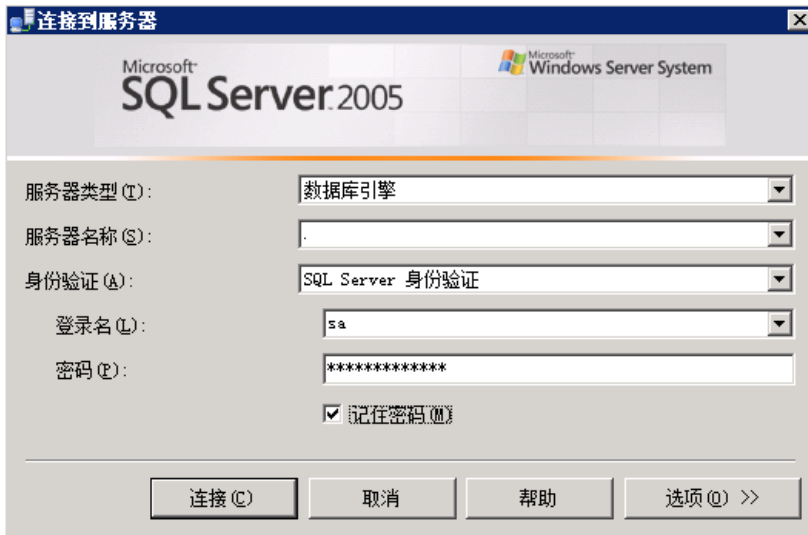 连接到服务器
Microsoft
SQL Server 2005
Microsoft
Windows Server System
服务器类型(T):
数据库引擎
服务器名称(S):
.
身份验证(A):
SQL Server 身份验证
登录名(L):
sa
密码(P):
*************
记住密码(M)
连接(C)
取消
帮助
选项(O) >>